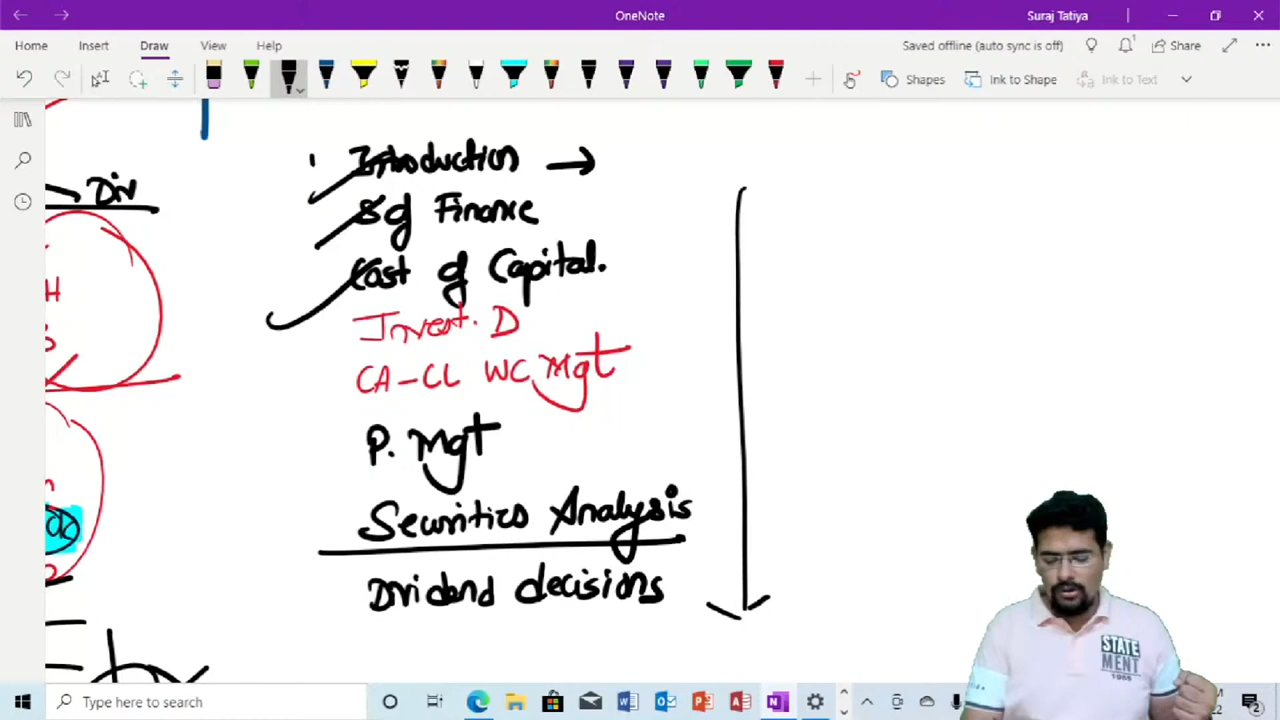 OneNote
Suraj Tatiya
Home Insert Draw View Help
Saved offline (auto sync is off)
Share
Shapes
Ink to Shape
Ink to Text
Div
Introduction →
S of Finance
Cost of Capital.
Invest. D
CA-CL WC Mgt
P. Mgt
Securities Analysis
Dividend decisions
STATE
MENT
1965
Type here to search